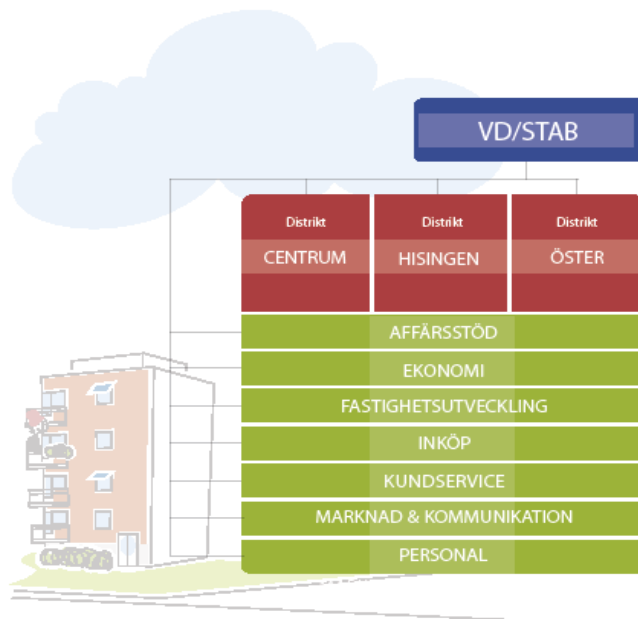 VD/STAB
Distrikt Distrikt Distrikt
CENTRUM HISINGEN ÖSTER
AFFÄRSSTÖD
EKONOMI
FASTIGHETSUTVECKLING
INKÖP
KUNDSERVICE
MARKNAD & KOMMUNIKATION
PERSONAL